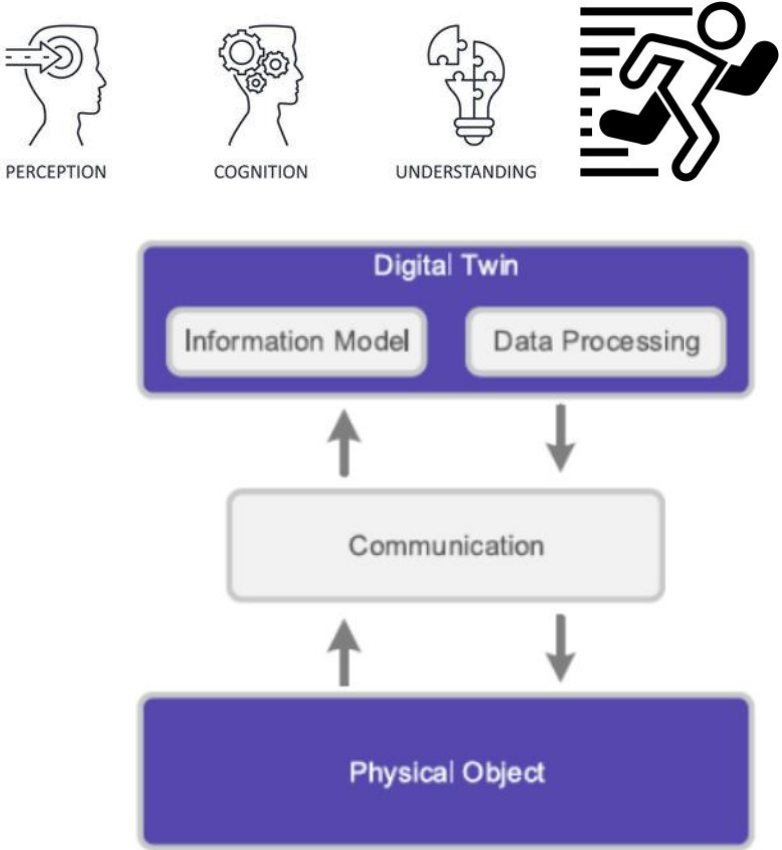 PERCEPTION
COGNITION
UNDERSTANDING
Digital Twin
Information Model
Data Processing
Communication
Physical Object